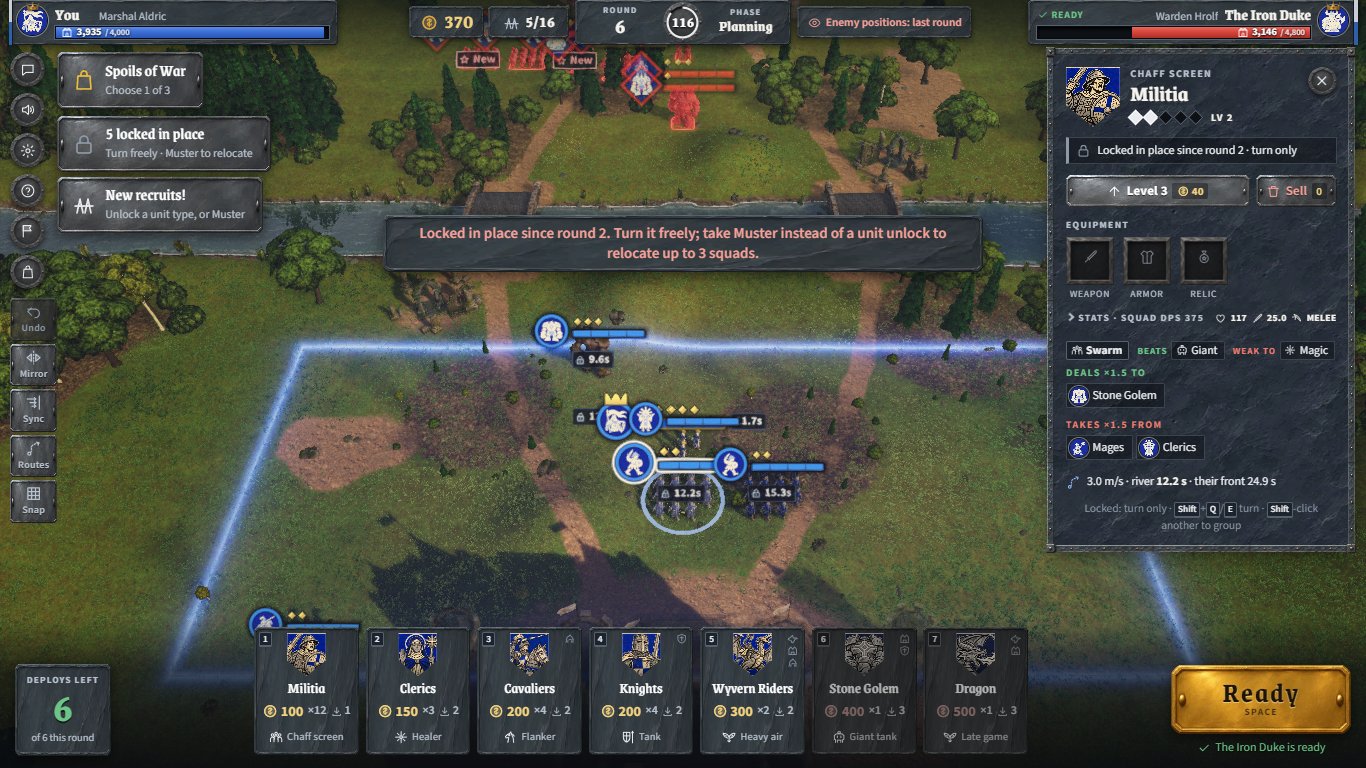 You Marshal Aldric
3,935 / 4,000
370
5/16
ROUND
6
116
PHASE
Planning
Enemy positions: last round
READY Warden Hrolf The Iron Duke
3,146 / 4,800
Spoils of War
Choose 1 of 3
5 locked in place
Turn freely · Muster to relocate
New recruits!
Unlock a unit type, or Muster
New
New
Locked in place since round 2. Turn it freely; take Muster instead of a unit unlock to
relocate up to 3 squads.
Undo
Mirror
Sync
Routes
Snap
9.6s
1.7s
12.2s
15.3s
CHAFF SCREEN
Militia
LV 2
Locked in place since round 2 · turn only
Level 3 40
Sell 0
EQUIPMENT
WEAPON ARMOR RELIC
STATS · SQUAD DPS 375 117 25.0 MELEE
Swarm BEATS Giant WEAK TO Magic
DEALS ×1.5 TO
Stone Golem
TAKES ×1.5 FROM
Mages Clerics
3.0 m/s · river 12.2 s · their front 24.9 s
Locked: turn only · Shift + Q / E turn · Shift-click
another to group
DEPLOYS LEFT
6
of 6 this round
1
Militia
100 ×12 1
Chaff screen
2
Clerics
150 ×3 2
Healer
3
Cavaliers
200 ×4 2
Flanker
4
Knights
200 ×4 2
Tank
5
Wyvern Riders
300 ×2 2
Heavy air
6
Stone Golem
400 ×1 3
Giant tank
7
Dragon
500 ×1 3
Late game
Ready
SPACE
The Iron Duke is ready